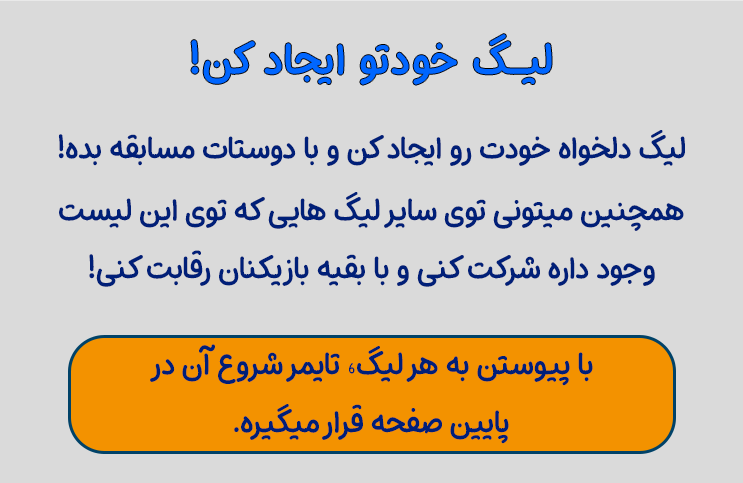 لیـگ خودتو ایجاد کن!
لیگ دلخواه خودت رو ایجاد کن و با دوستات مسابقه بده!
همچنین میتونی توی سایر لیگ هایی که توی این لیست
وجود داره شرکت کنی و با بقیه بازیکنان رقابت کنی!
با پیوستن به هر لیگ، تایمر شروع آن در
پایین صفحه قرار میگیره.